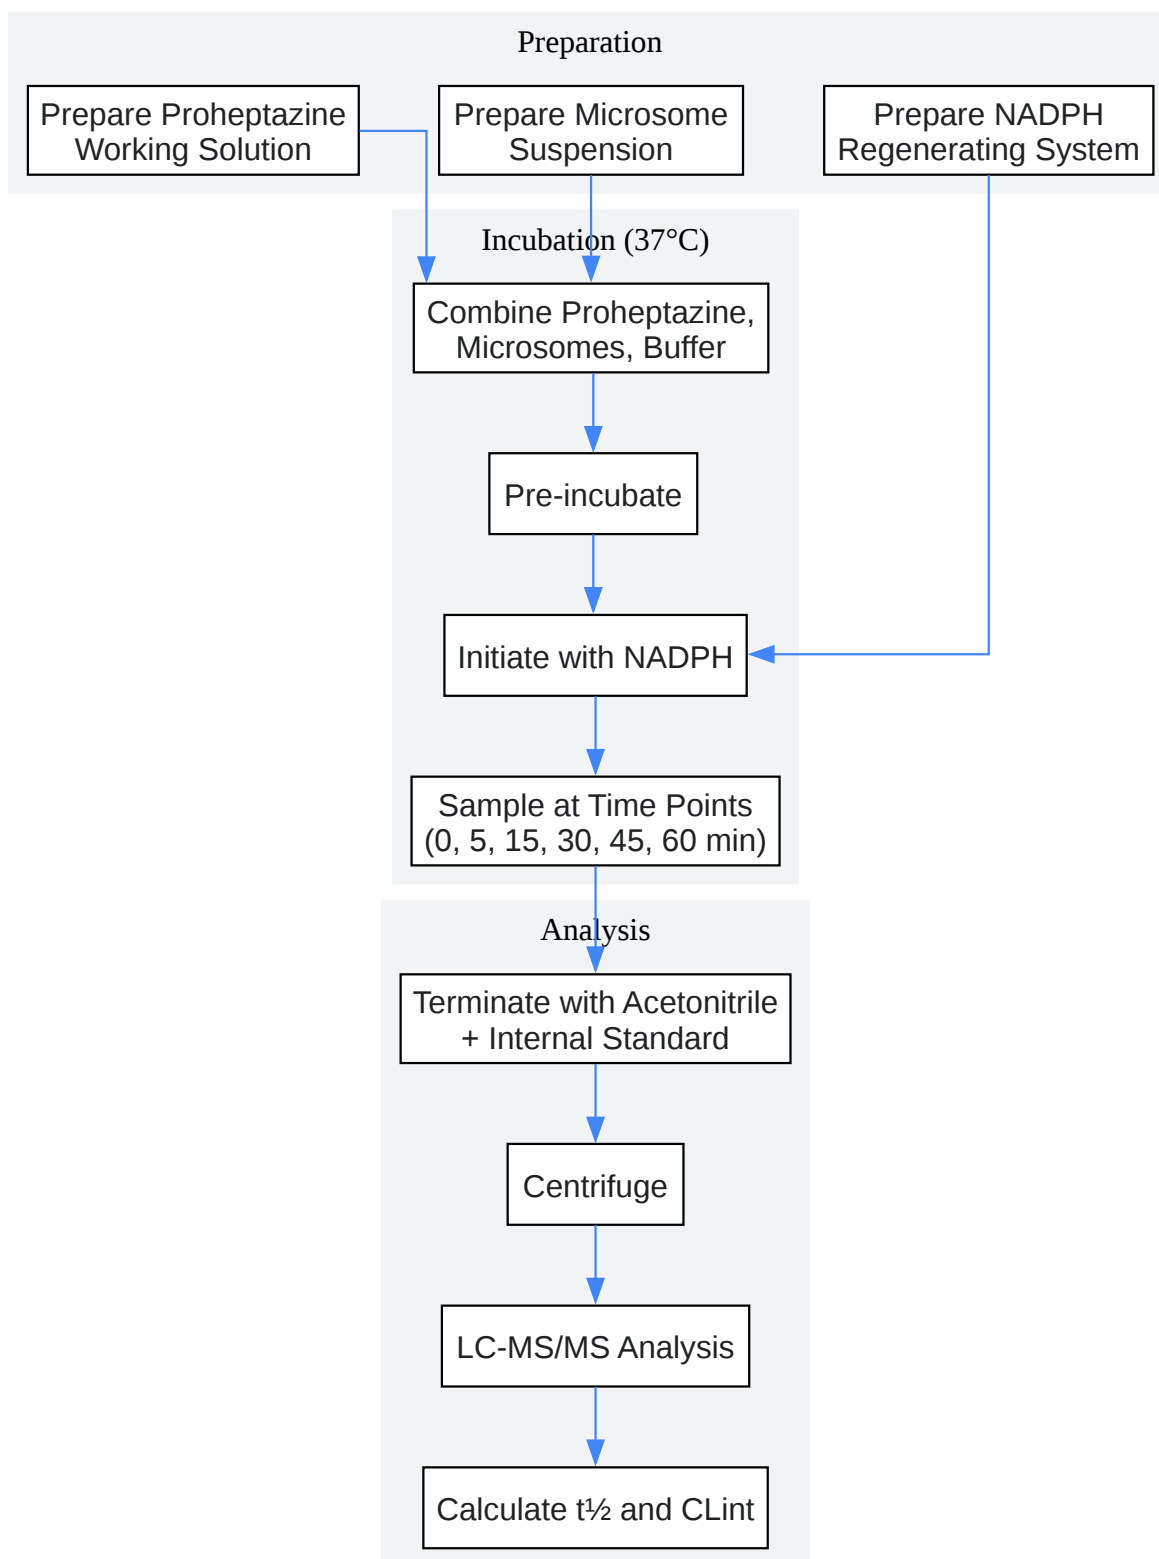 Preparation
Prepare Proheptazine
Working Solution
Prepare Microsome
Suspension
Prepare NADPH
Regenerating System
Incubation (37°C)
Combine Proheptazine,
Microsomes, Buffer
Pre-incubate
Initiate with NADPH
Sample at Time Points
(0, 5, 15, 30, 45, 60 min)
Analysis
Terminate with Acetonitrile
+ Internal Standard
Centrifuge
LC-MS/MS Analysis
Calculate t½ and CLint